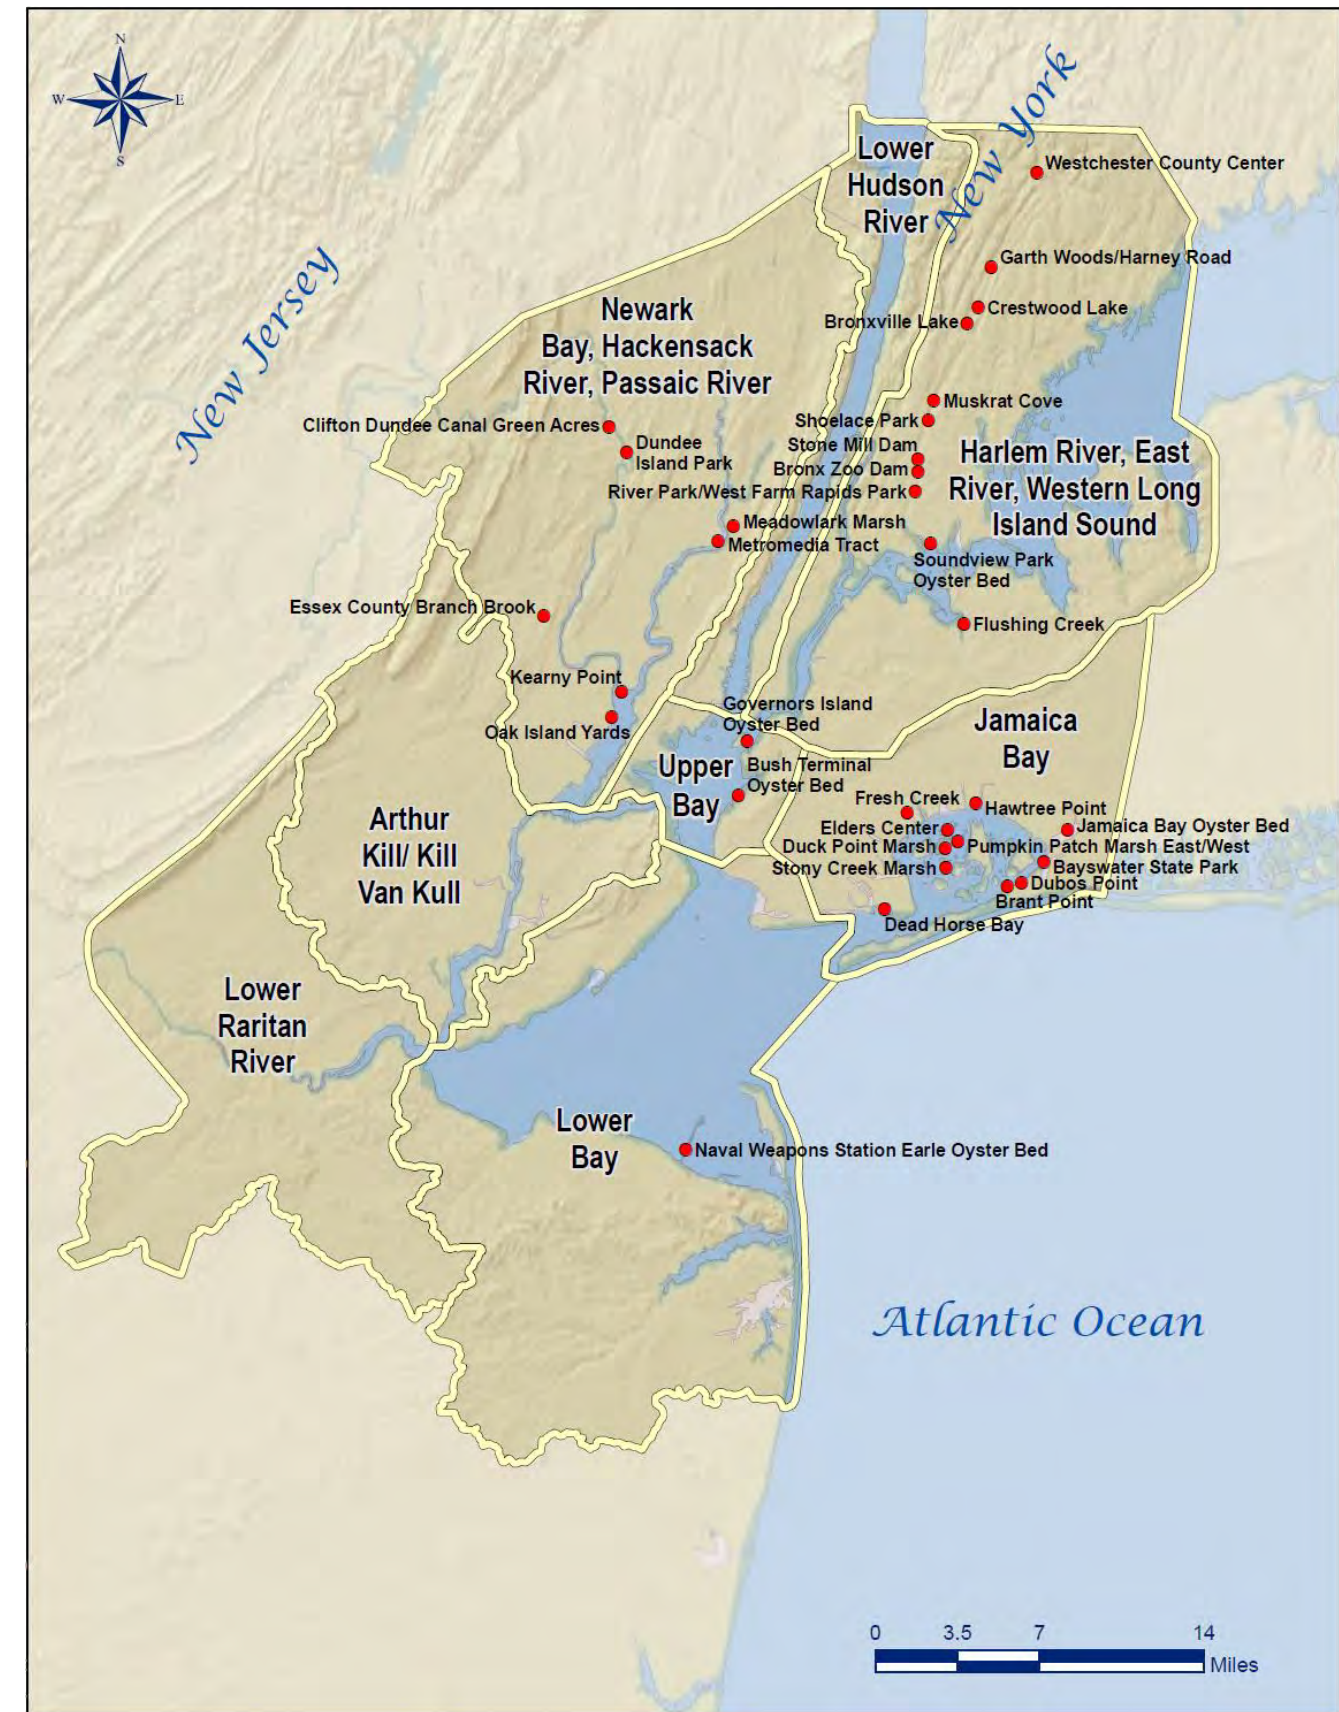 N
W
E
S
New Jersey
New York
Lower
Hudson
River
Westchester County Center
Garth Woods/Harney Road
Crestwood Lake
Bronxville Lake
Newark
Bay, Hackensack
River, Passaic River
Muskrat Cove
Shoelace Park
Clifton Dundee Canal Green Acres
Dundee
Island Park
Stone Mill Dam
Bronx Zoo Dam
River Park/West Farm Rapids Park
Harlem River, East
River, Western Long
Island Sound
Meadowlark Marsh
Metromedia Tract
Soundview Park
Oyster Bed
Essex County Branch Brook
Flushing Creek
Kearny Point
Oak Island Yards
Governors Island
Oyster Bed
Jamaica
Bay
Upper
Bay
Bush Terminal
Oyster Bed
Fresh Creek
Hawtree Point
Elders Center
Jamaica Bay Oyster Bed
Duck Point Marsh
Pumpkin Patch Marsh East/West
Stony Creek Marsh
Bayswater State Park
Dubos Point
Brant Point
Dead Horse Bay
Arthur
Kill/ Kill
Van Kull
Lower
Raritan
River
Lower
Bay
Naval Weapons Station Earle Oyster Bed
Atlantic Ocean
0 3.5 7 14
Miles